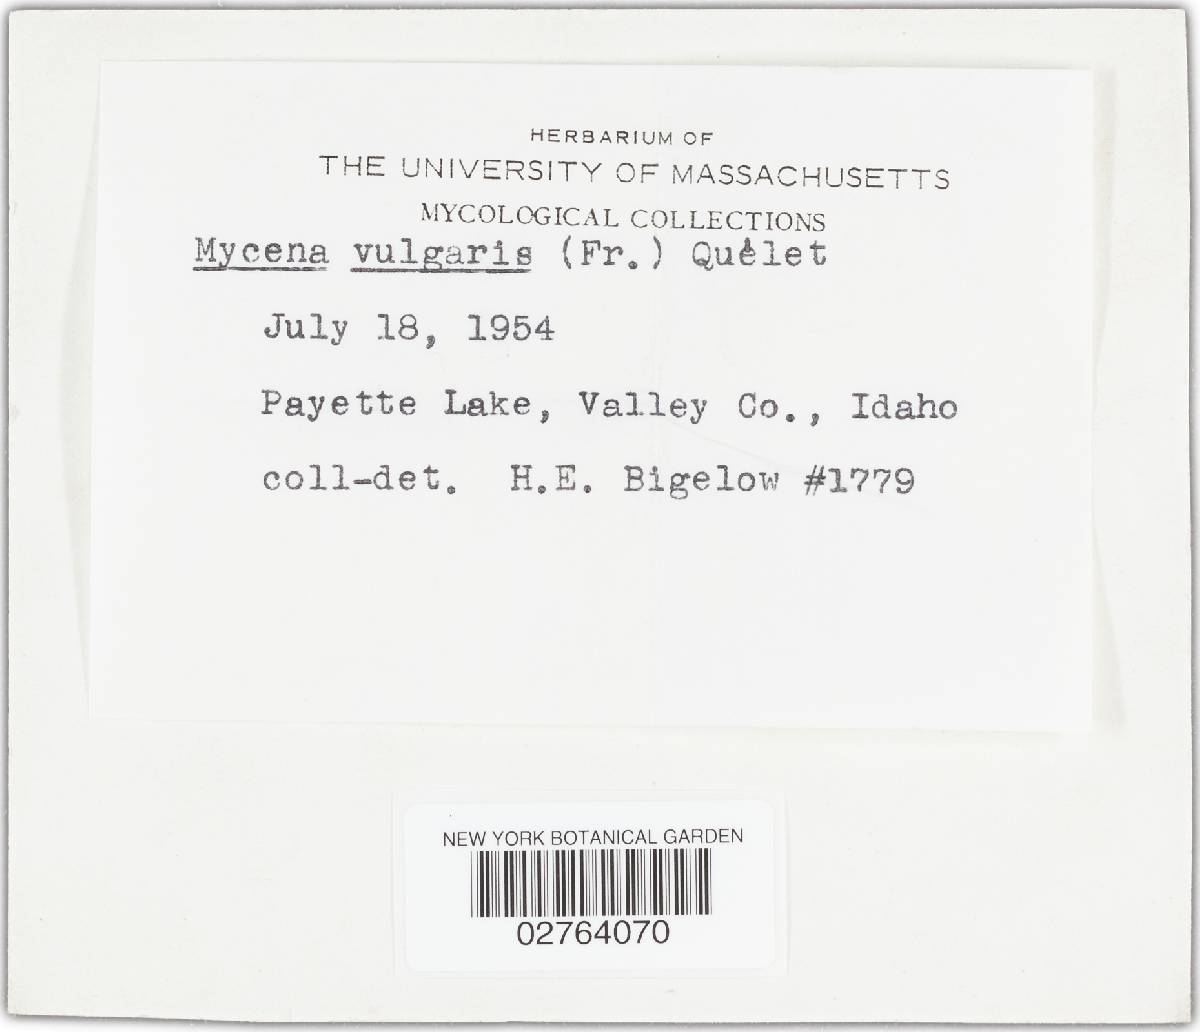 HERBARIUM OF
THE UNIVERSITY OF MASSACHUSETTS
MYCOLOGICAL COLLECTIONS
Mycena vulgaris (Fr.) Quélet
July 18, 1954
Payette Lake, Valley Co., Idaho
coll-det. H.E. Bigelow #1779
NEW YORK BOTANICAL GARDEN
02764070